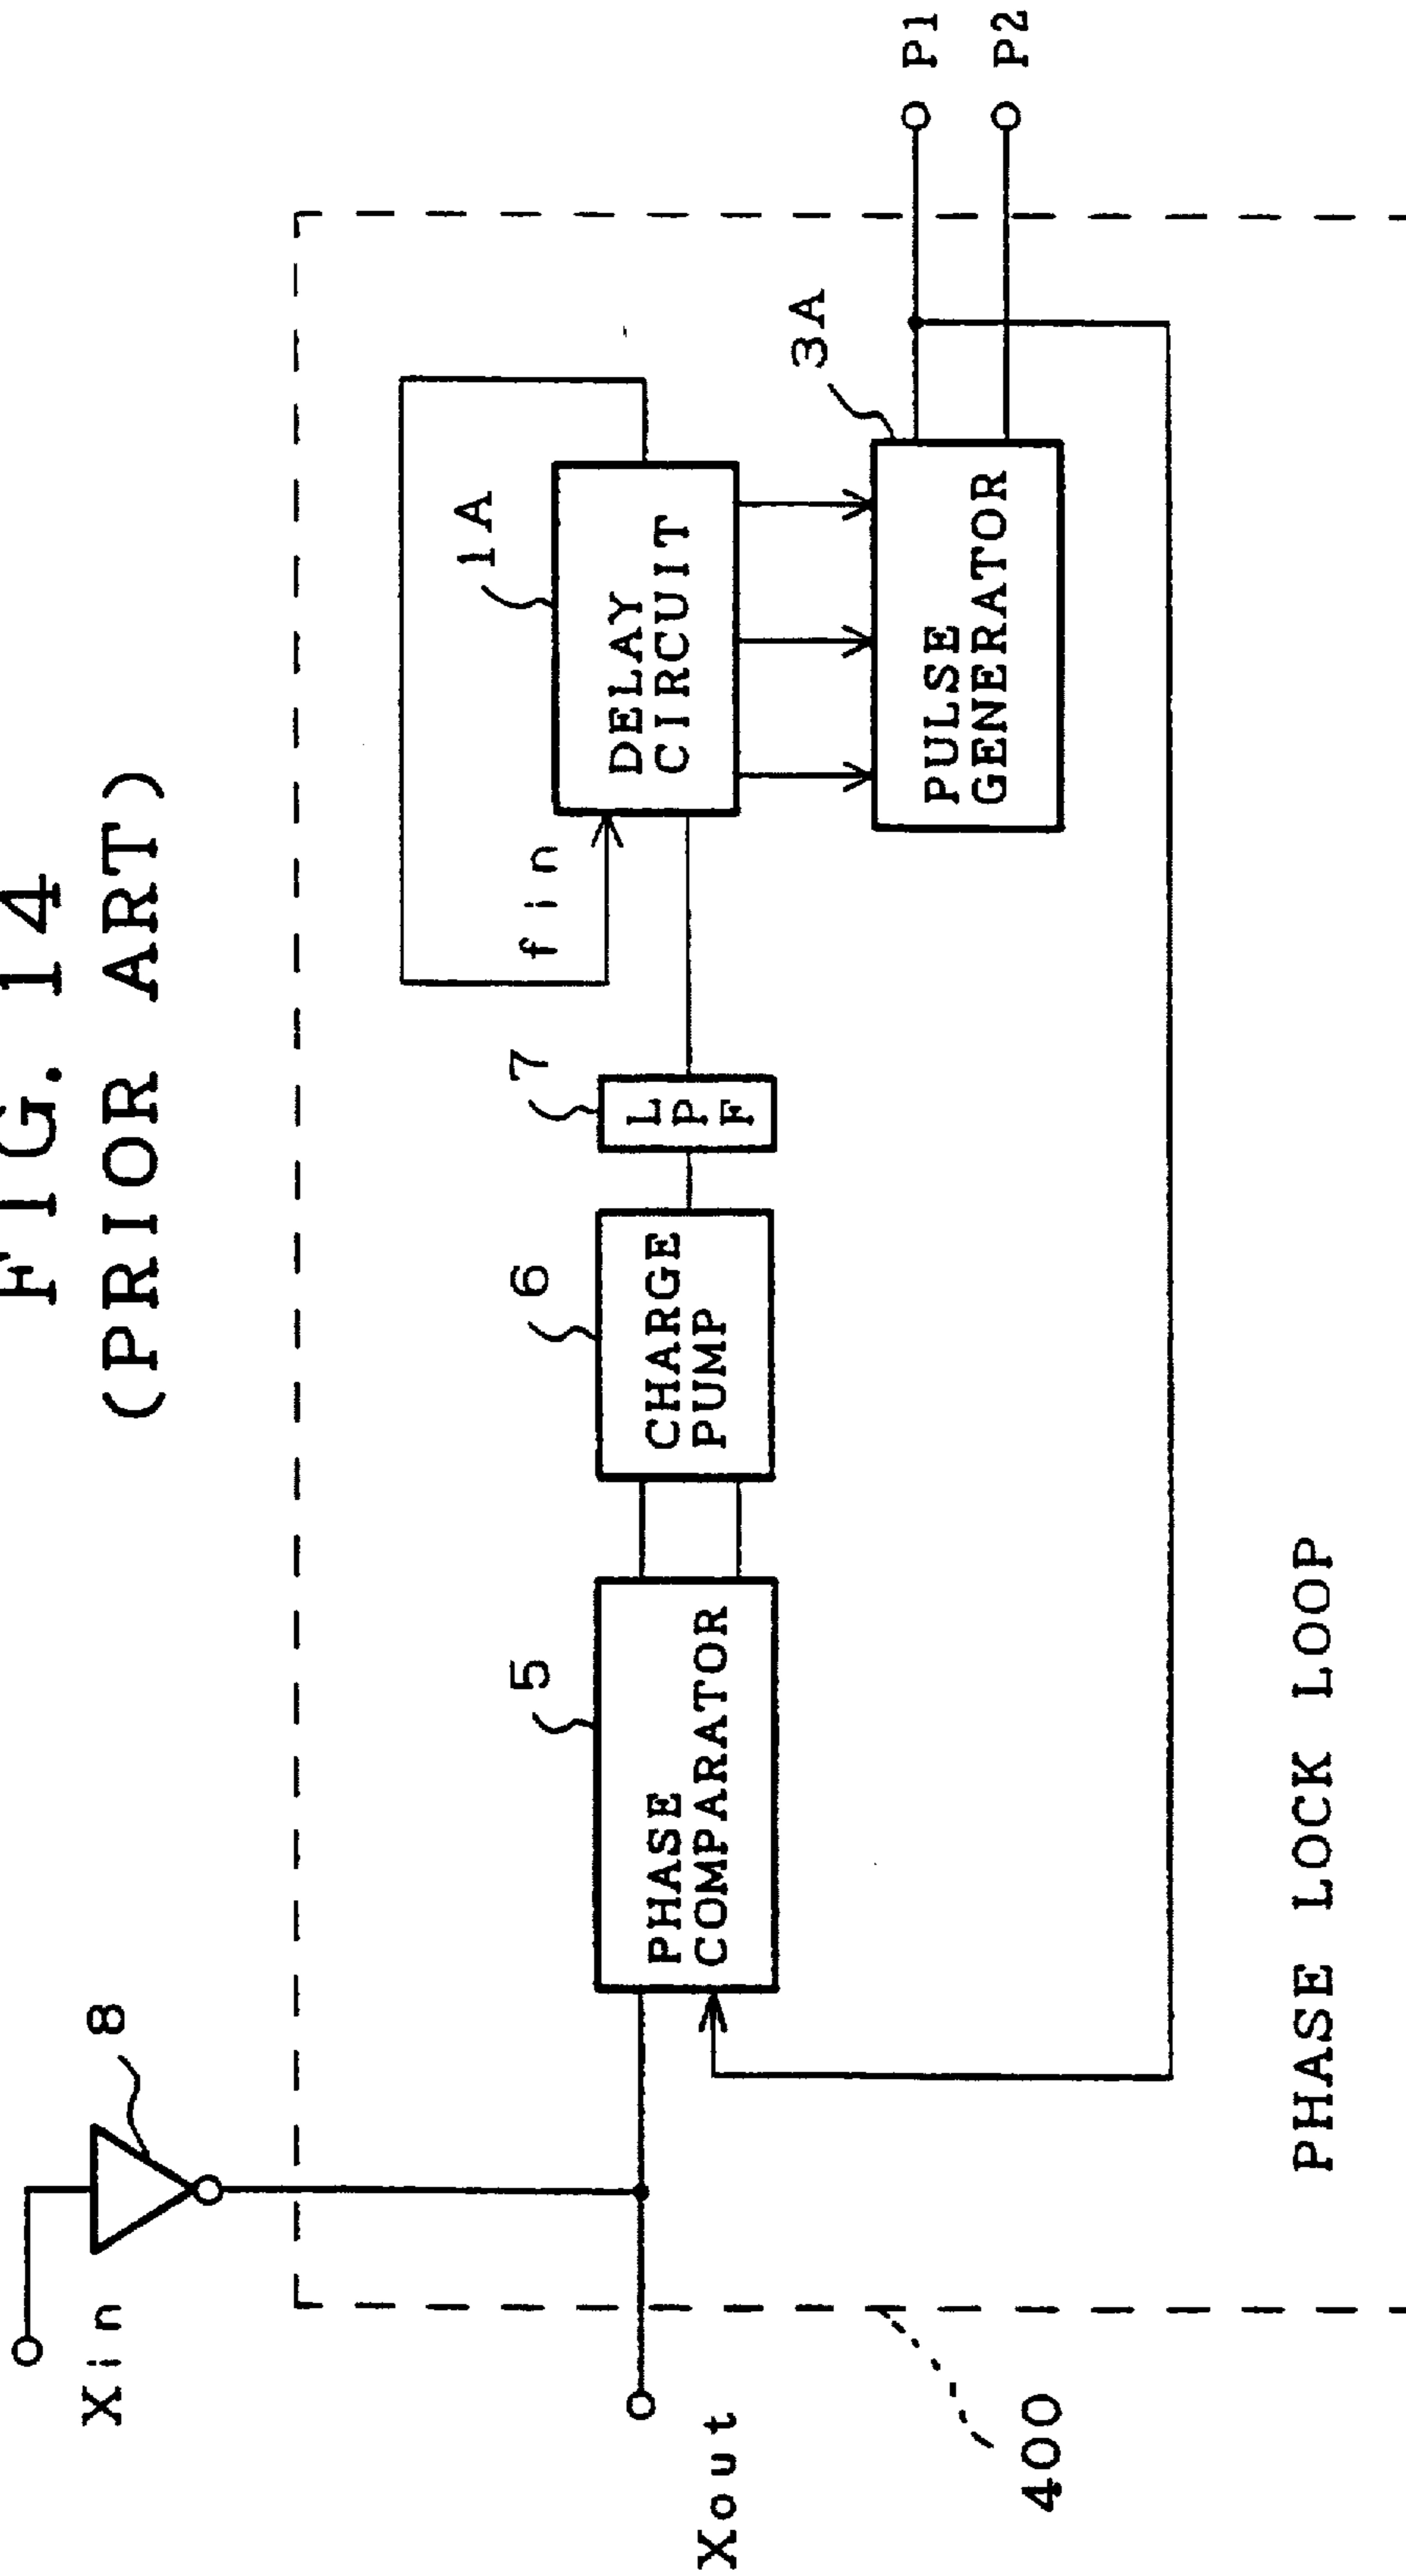 FIG. 14
(PRIOR ART)
Xin
8
Xout
400
5
PHASE
COMPARATOR
6
CHARGE
PUMP
7
LPF
fin
1A
DELAY
CIRCUIT
3A
PULSE
GENERATOR
P1
P2
PHASE LOCK LOOP